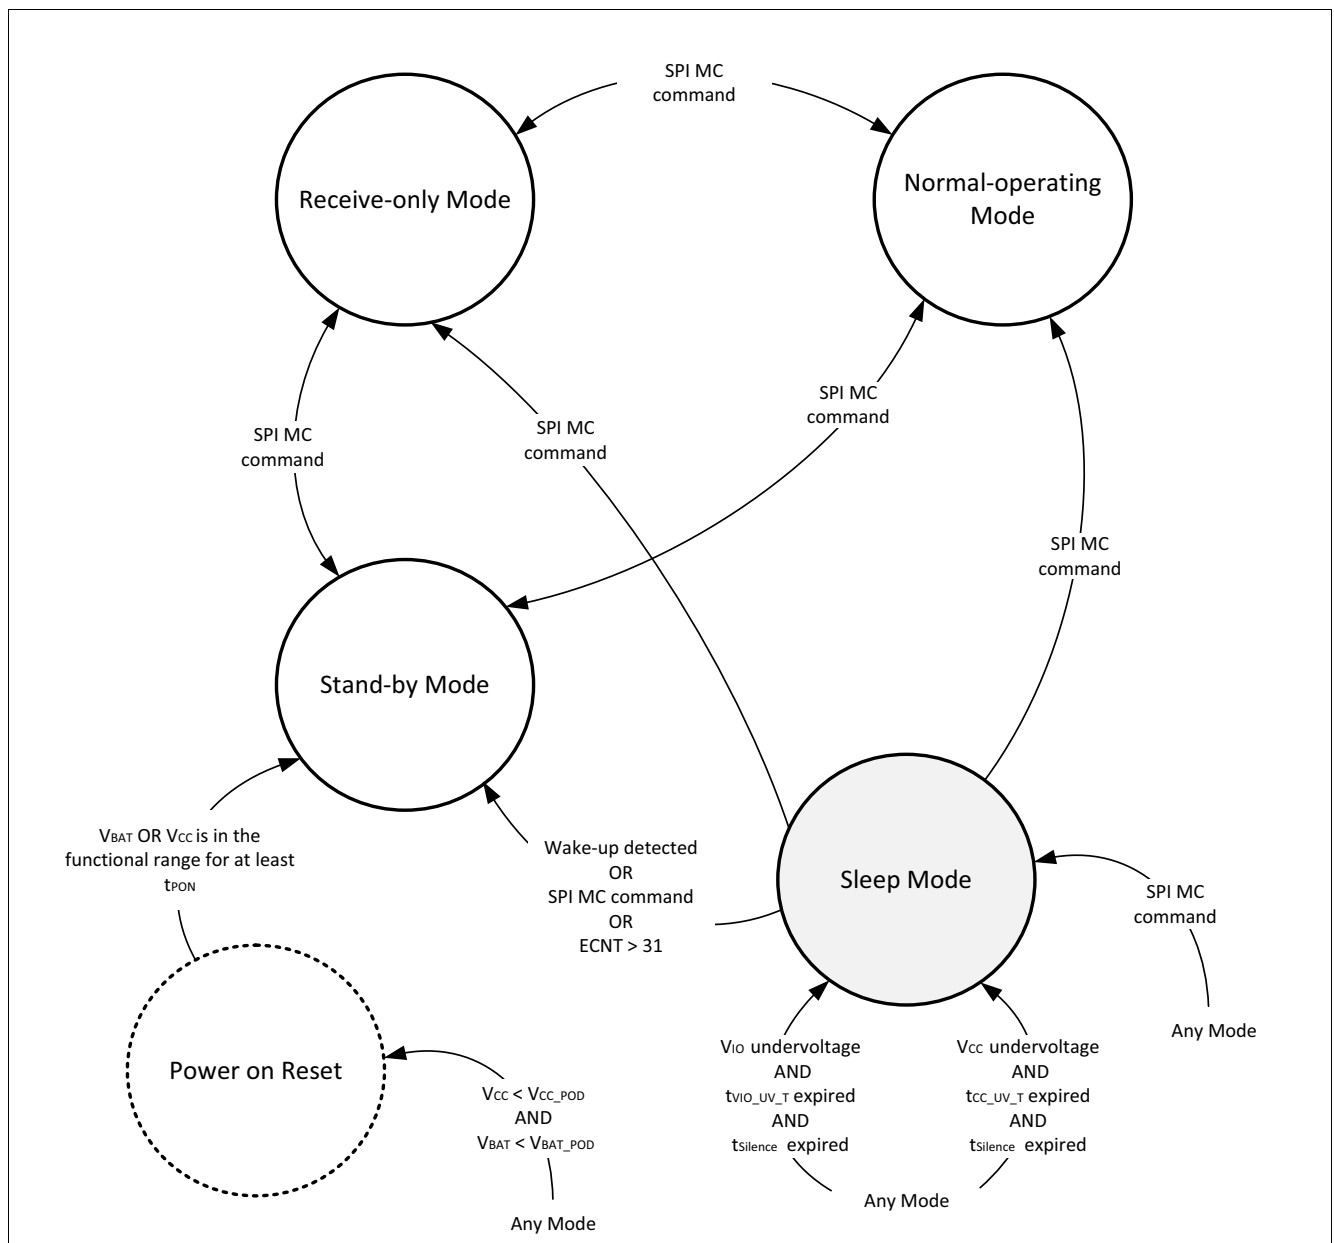 SPI MC
command
Receive-only Mode
Normal-operating
Mode
SPI MC
command
SPI MC
command
SPI MC
command
SPI MC
command
Stand-by Mode
VBAT OR VCC is in the
functional range for at least
tPON
Wake-up detected
OR
SPI MC command
OR
ECNT > 31
Sleep Mode
SPI MC
command
Any Mode
Power on Reset
VCC < VCC_POD
AND
VBAT < VBAT_POD
Any Mode
VIO undervoltage
AND
tVIO_UV_T expired
AND
tSilence expired
VCC undervoltage
AND
tCC_UV_T expired
AND
tSilence expired
Any Mode